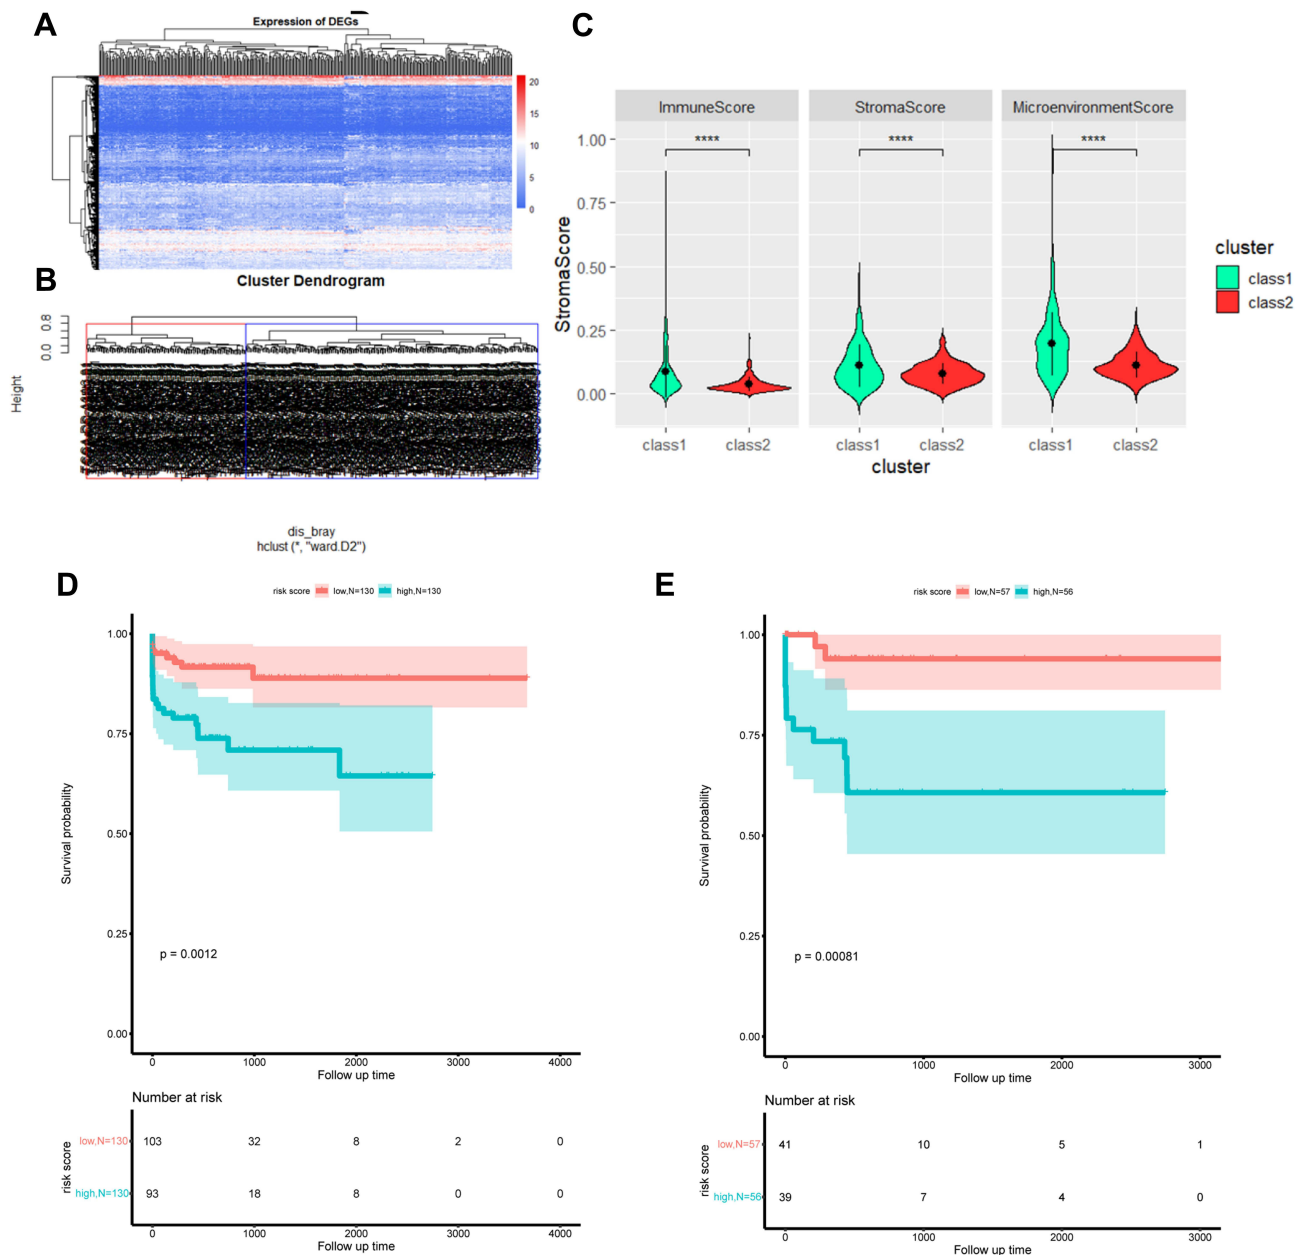 A
Expression of DEGs
20
15
10
5
0
B
Cluster Dendrogram
Height
0.8
0.0
dis_bray
hclust (*, "ward.D2")
C
ImmuneScore
StromaScore
MicroenvironmentScore
****
****
****
1.00
0.75
0.50
0.25
0.00
StromaScore
class1
class2
class1
class2
class1
class2
cluster
cluster
class1
class2
D
risk score low,N=130 high,N=130
1.00
0.75
0.50
0.25
0.00
Survival probability
p = 0.0012
0 1000 2000 3000 4000
Follow up time
Number at risk
risk score
low,N=130 103 32 8 2 0
high,N=130 93 18 8 0 0
0 1000 2000 3000 4000
Follow up time
E
risk score low,N=57 high,N=56
1.00
0.75
0.50
0.25
0.00
Survival probability
p = 0.00081
0 1000 2000 3000
Follow up time
Number at risk
risk score
low,N=57 41 10 5 1
high,N=56 39 7 4 0
0 1000 2000 3000
Follow up time